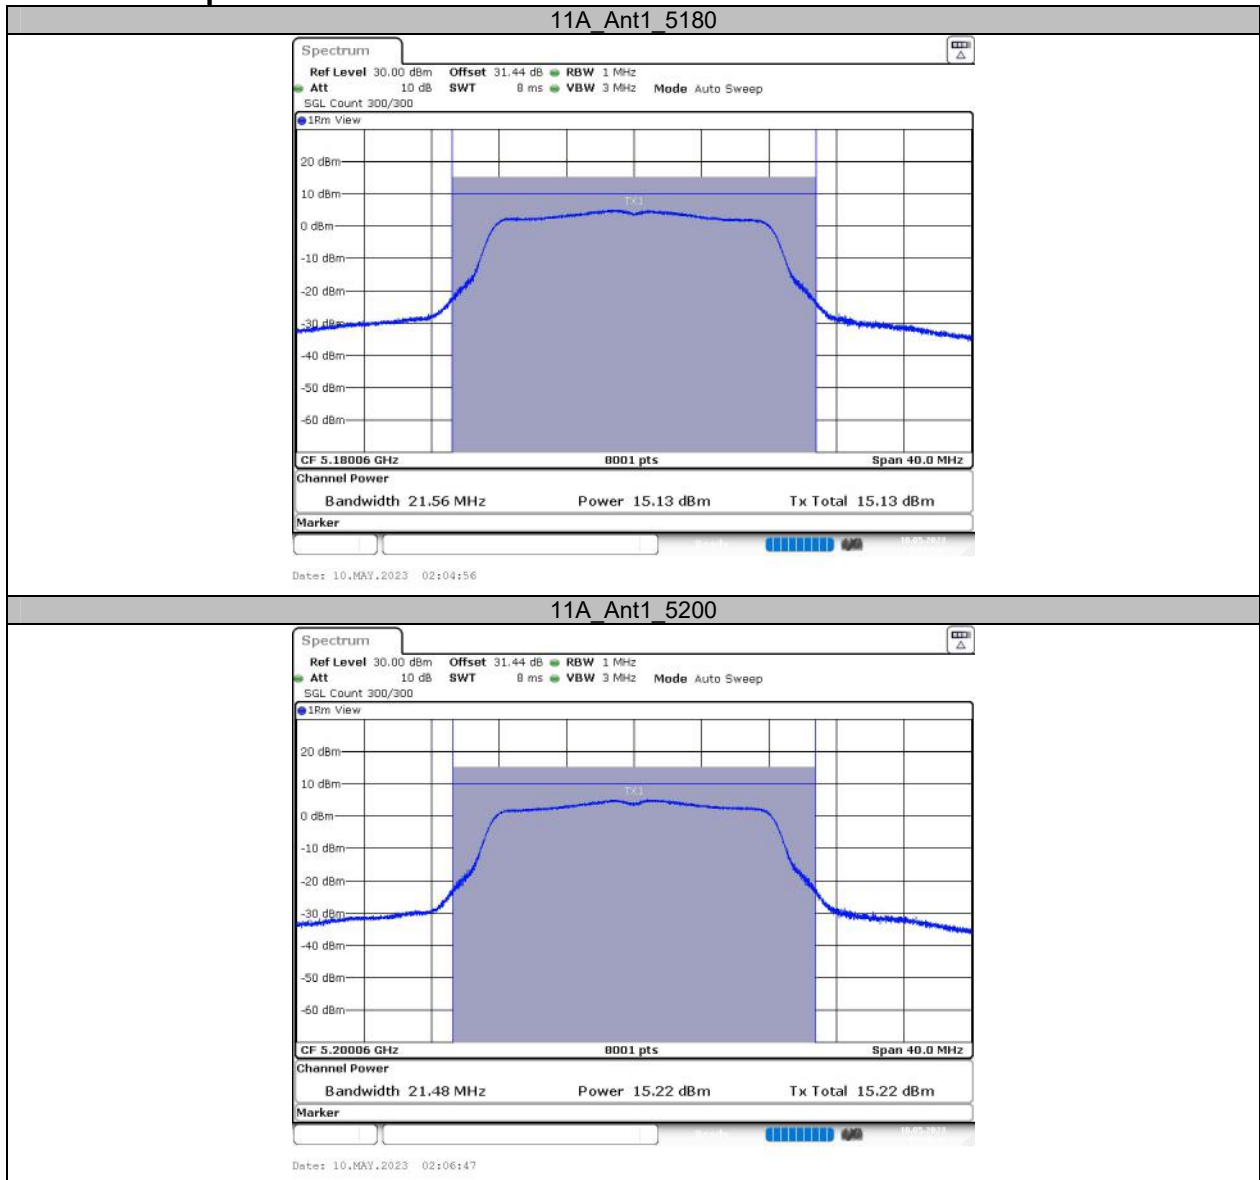 11A_Ant1_5180
Spectrum
Ref Level 30.00 dBm Offset 31.44 dB RBW 1 MHz
Att 10 dB SWT 8 ms VBW 3 MHz Mode Auto Sweep
SGL Count 300/300
1Rm View
20 dBm
10 dBm
TX1
0 dBm
-10 dBm
-20 dBm
-30 dBm
-40 dBm
-50 dBm
-60 dBm
CF 5.18006 GHz 8001 pts Span 40.0 MHz
Channel Power
Bandwidth 21.56 MHz Power 15.13 dBm Tx Total 15.13 dBm
Marker
Date: 10.MAY.2023 02:04:56
11A_Ant1_5200
Spectrum
Ref Level 30.00 dBm Offset 31.44 dB RBW 1 MHz
Att 10 dB SWT 8 ms VBW 3 MHz Mode Auto Sweep
SGL Count 300/300
1Rm View
20 dBm
10 dBm
TX1
0 dBm
-10 dBm
-20 dBm
-30 dBm
-40 dBm
-50 dBm
-60 dBm
CF 5.20006 GHz 8001 pts Span 40.0 MHz
Channel Power
Bandwidth 21.48 MHz Power 15.22 dBm Tx Total 15.22 dBm
Marker
Date: 10.MAY.2023 02:06:47